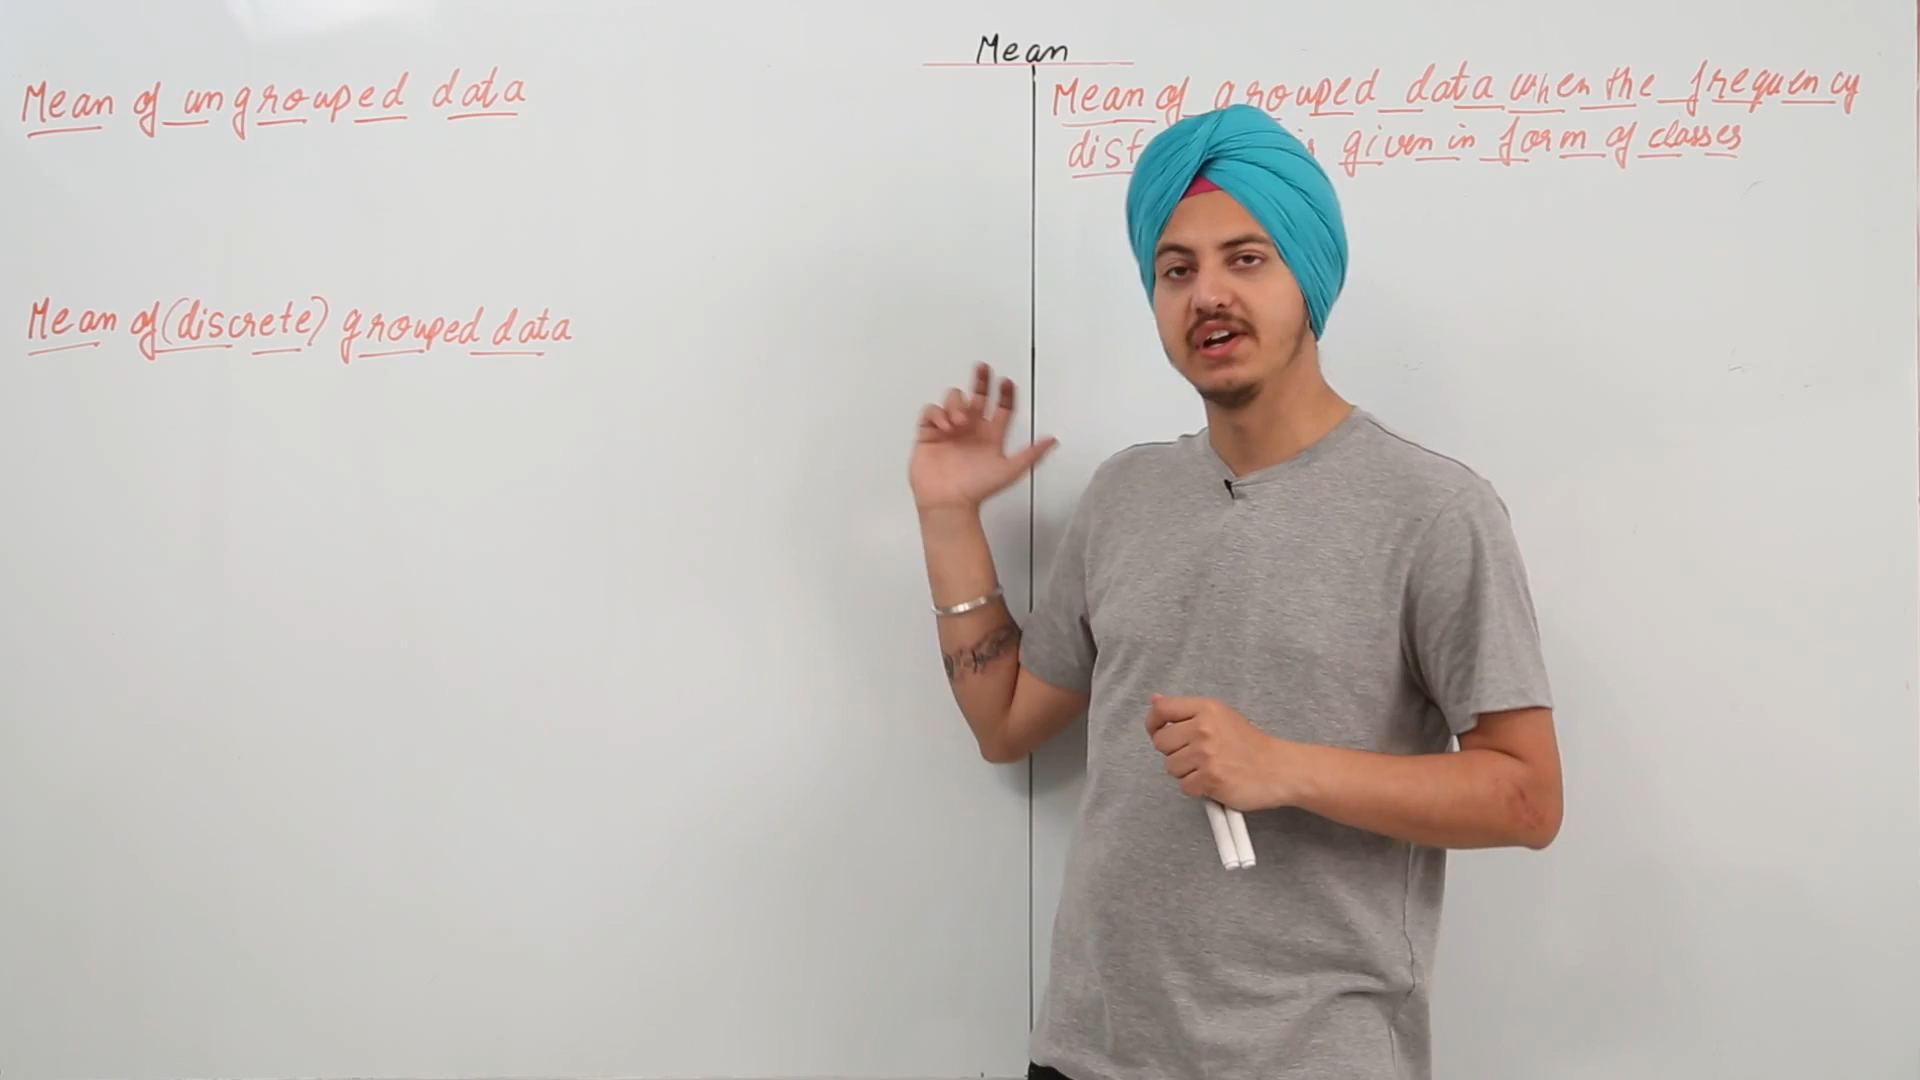 Mean
Mean of ungrouped data
Mean of (discrete) grouped data
Mean of grouped data when the frequency
given in form of classes